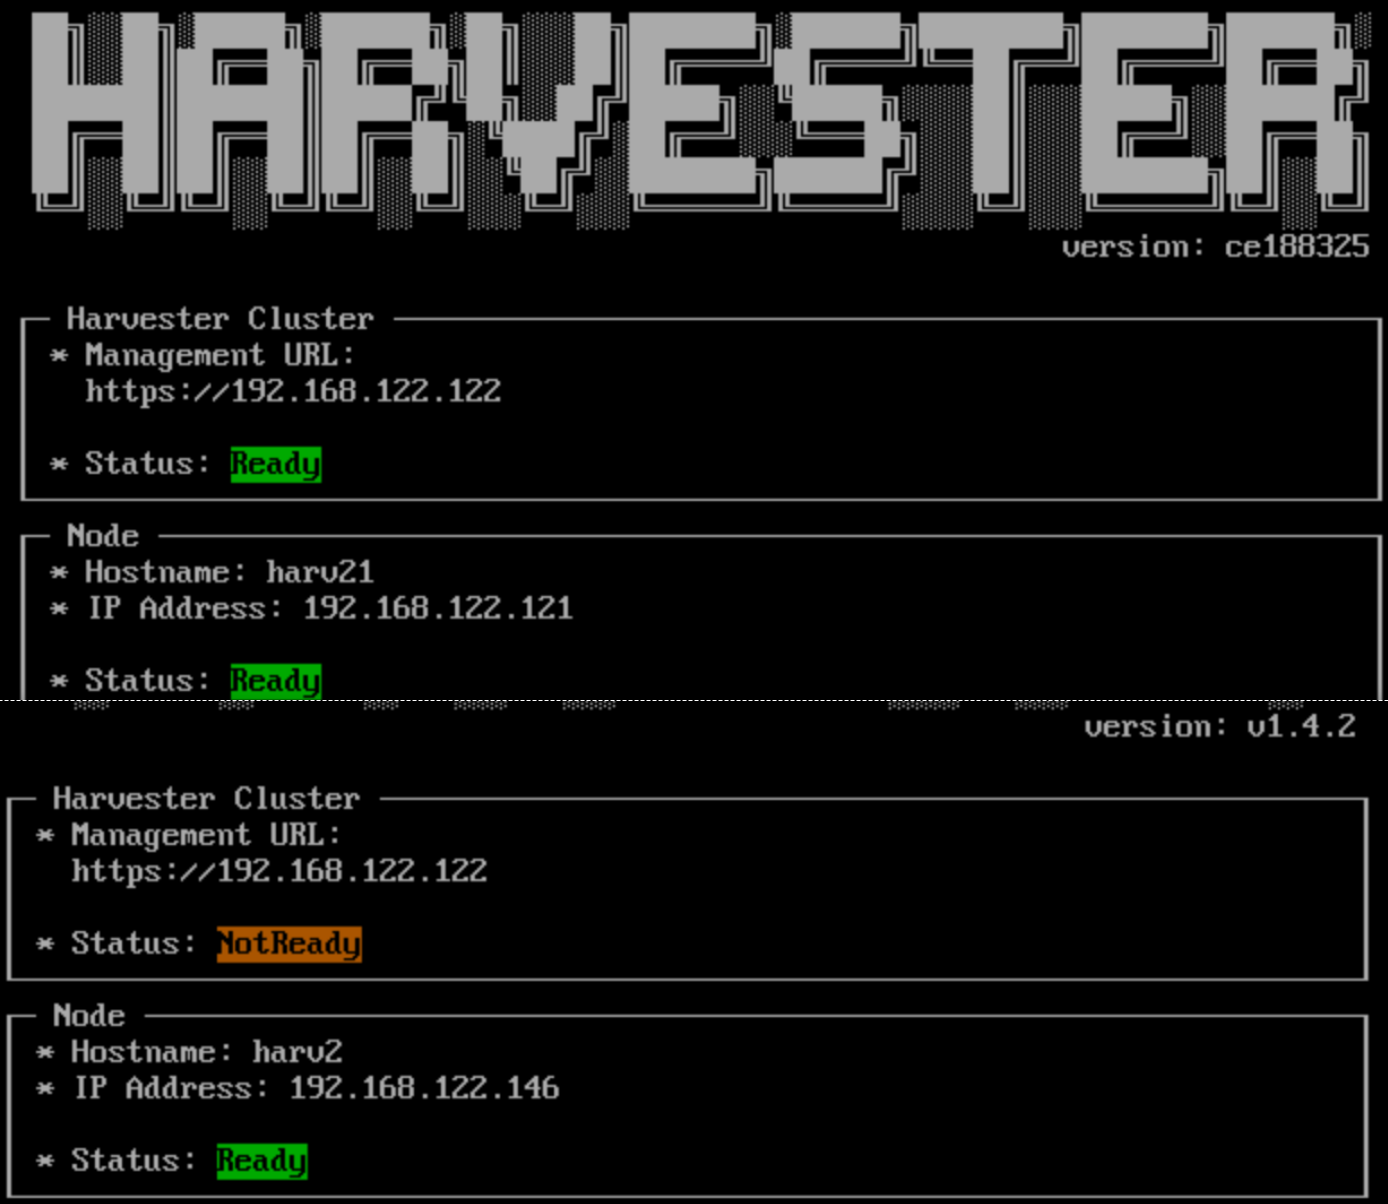 HARVESTER
version: ce188325
Harvester Cluster
* Management URL:
https://192.168.122.122
* Status: Ready
Node
* Hostname: harv21
* IP Address: 192.168.122.121
* Status: Ready
version: v1.4.2
Harvester Cluster
* Management URL:
https://192.168.122.122
* Status: NotReady
Node
* Hostname: harv2
* IP Address: 192.168.122.146
* Status: Ready